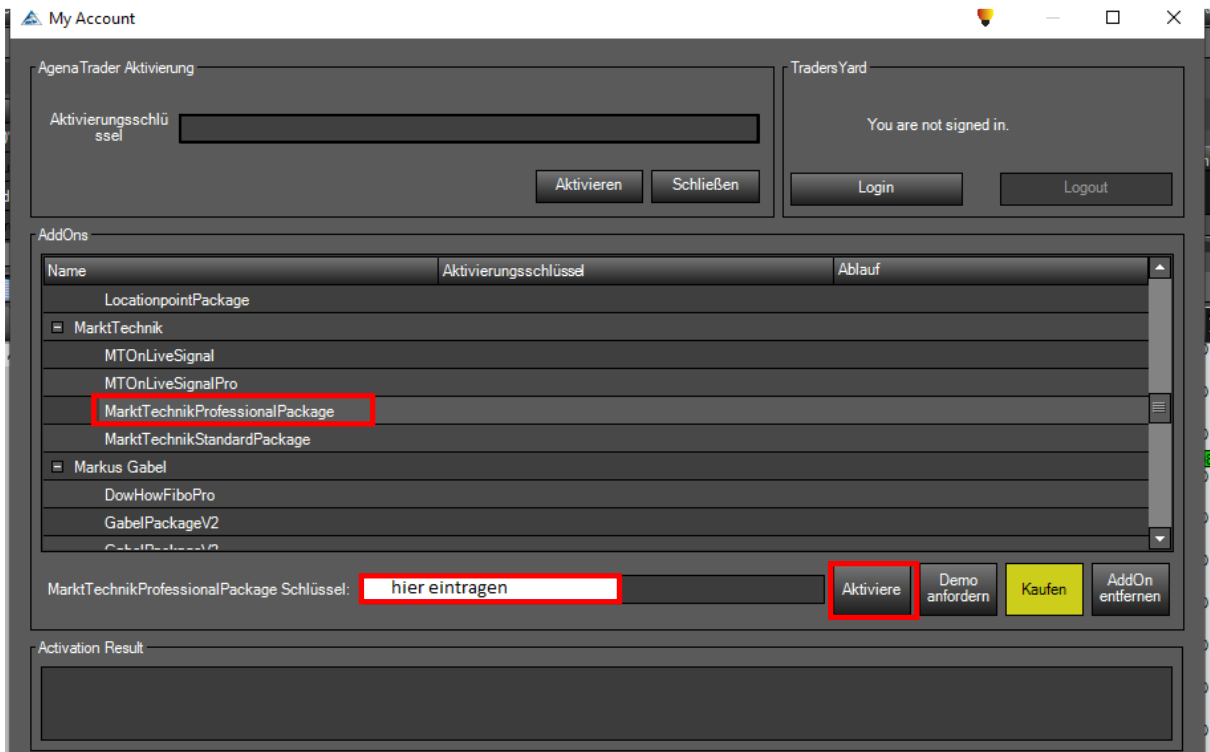 My Account
AgenaTrader Aktivierung
Aktivierungsschlü
ssel
Aktivieren
Schließen
TradersYard
You are not signed in.
Login
Logout
AddOns
Name
Aktivierungsschlüssel
Ablauf
LocationpointPackage
MarktTechnik
MTOnLiveSignal
MTOnLiveSignalPro
MarktTechnikProfessionalPackage
MarktTechnikStandardPackage
Markus Gabel
DowHowFiboPro
GabelPackageV2
MarktTechnikProfessionalPackage Schlüssel:
hier eintragen
Aktiviere
Demo
anfordern
Kaufen
AddOn
entfernen
Activation Result